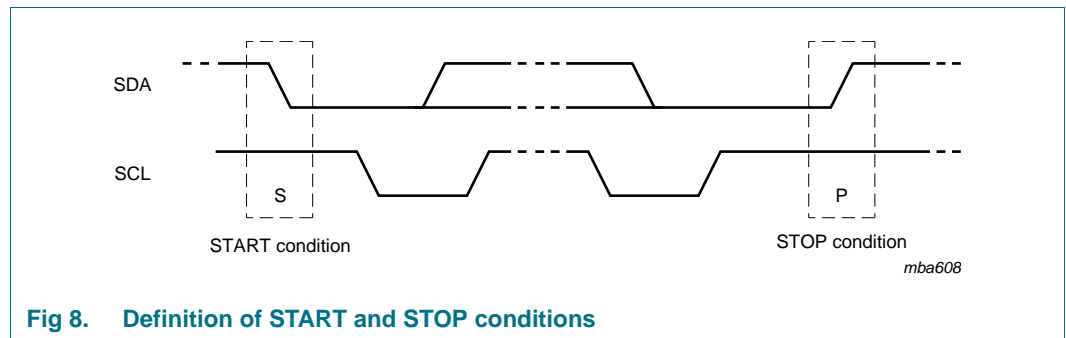 SDA
SCL
S
P
START condition
STOP condition
mba608
Fig 8. Definition of START and STOP conditions